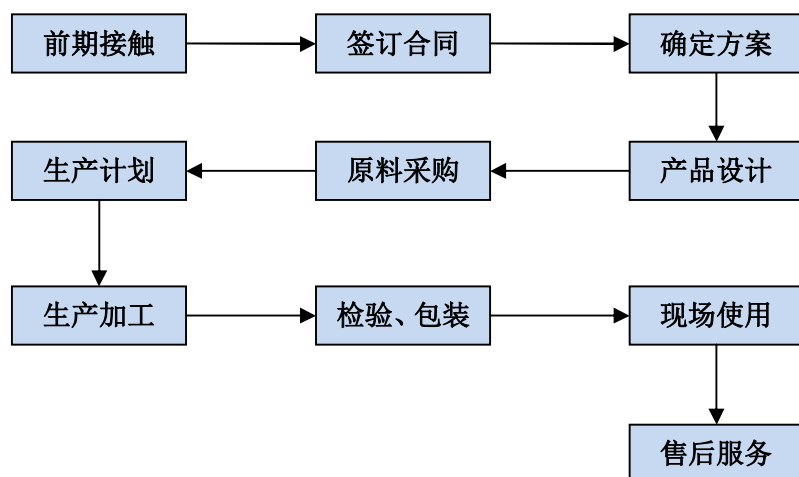 前期接触
签订合同
确定方案
生产计划
原料采购
产品设计
生产加工
检验、包装
现场使用
售后服务